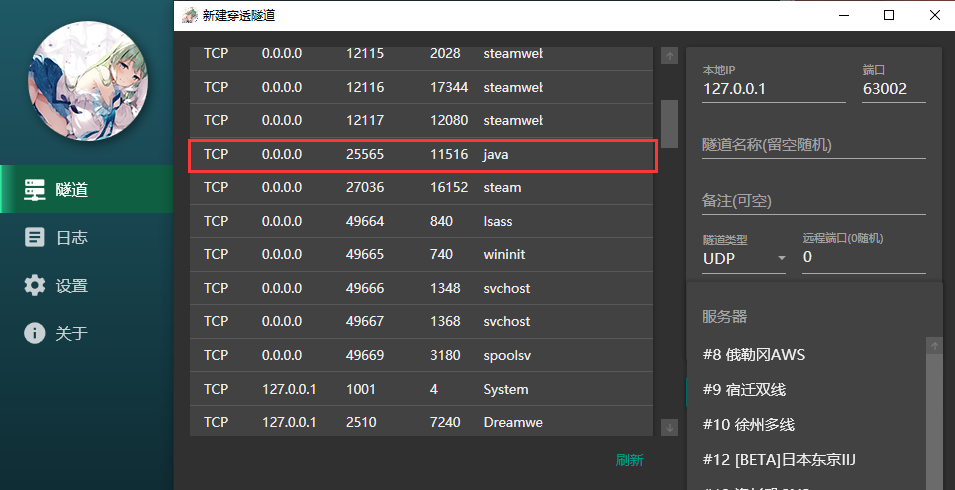 新建穿透隧道
隧道
日志
设置
关于
TCP 0.0.0.0 12115 2028 steamwel
TCP 0.0.0.0 12116 17344 steamwel
TCP 0.0.0.0 12117 12080 steamwel
TCP 0.0.0.0 25565 11516 java
TCP 0.0.0.0 27036 16152 steam
TCP 0.0.0.0 49664 840 lsass
TCP 0.0.0.0 49665 740 wininit
TCP 0.0.0.0 49666 1348 svchost
TCP 0.0.0.0 49667 1368 svchost
TCP 0.0.0.0 49669 3180 spoolsv
TCP 127.0.0.1 1001 4 System
TCP 127.0.0.1 2510 7240 Dreamwe
刷新
本地IP 端口
127.0.0.1 63002
隧道名称(留空随机)
备注(可空)
隧道类型 远程端口(0随机)
UDP 0
服务器
#8 俄勒冈AWS
#9 宿迁双线
#10 徐州多线
#12 [BETA]日本东京IIJ